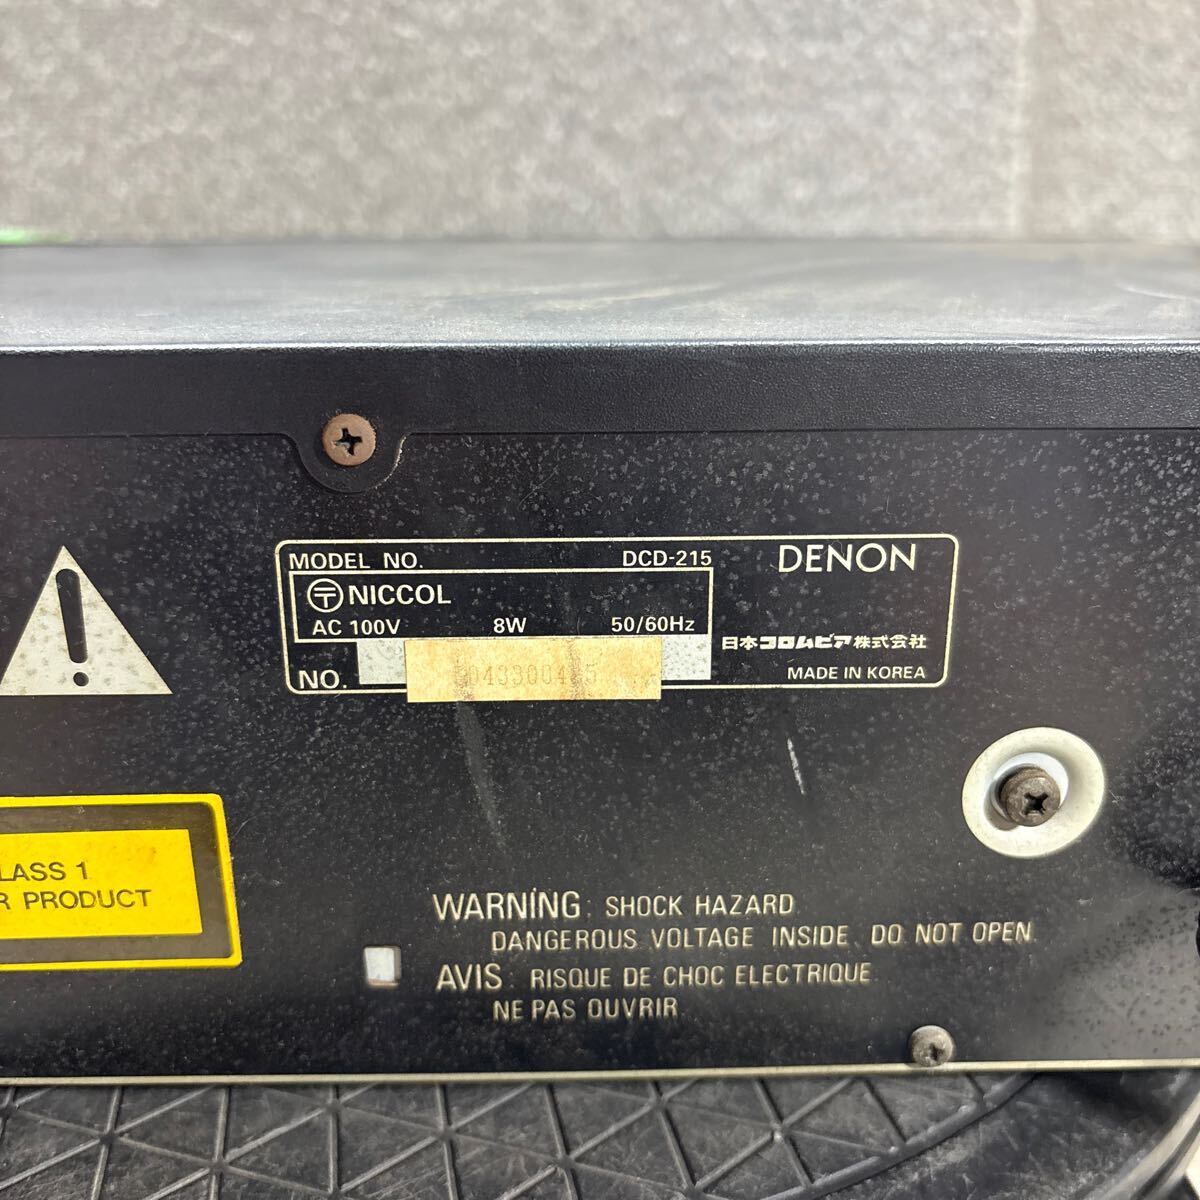 MODEL NO. DCD-215
NICCOL
AC 100V 8W 50/60Hz
NO.
DENON
日本コロムビア株式会社
MADE IN KOREA
LASS 1
R PRODUCT
WARNING: SHOCK HAZARD.
DANGEROUS VOLTAGE INSIDE. DO NOT OPEN.
AVIS: RISQUE DE CHOC ELECTRIQUE
NE PAS OUVRIR